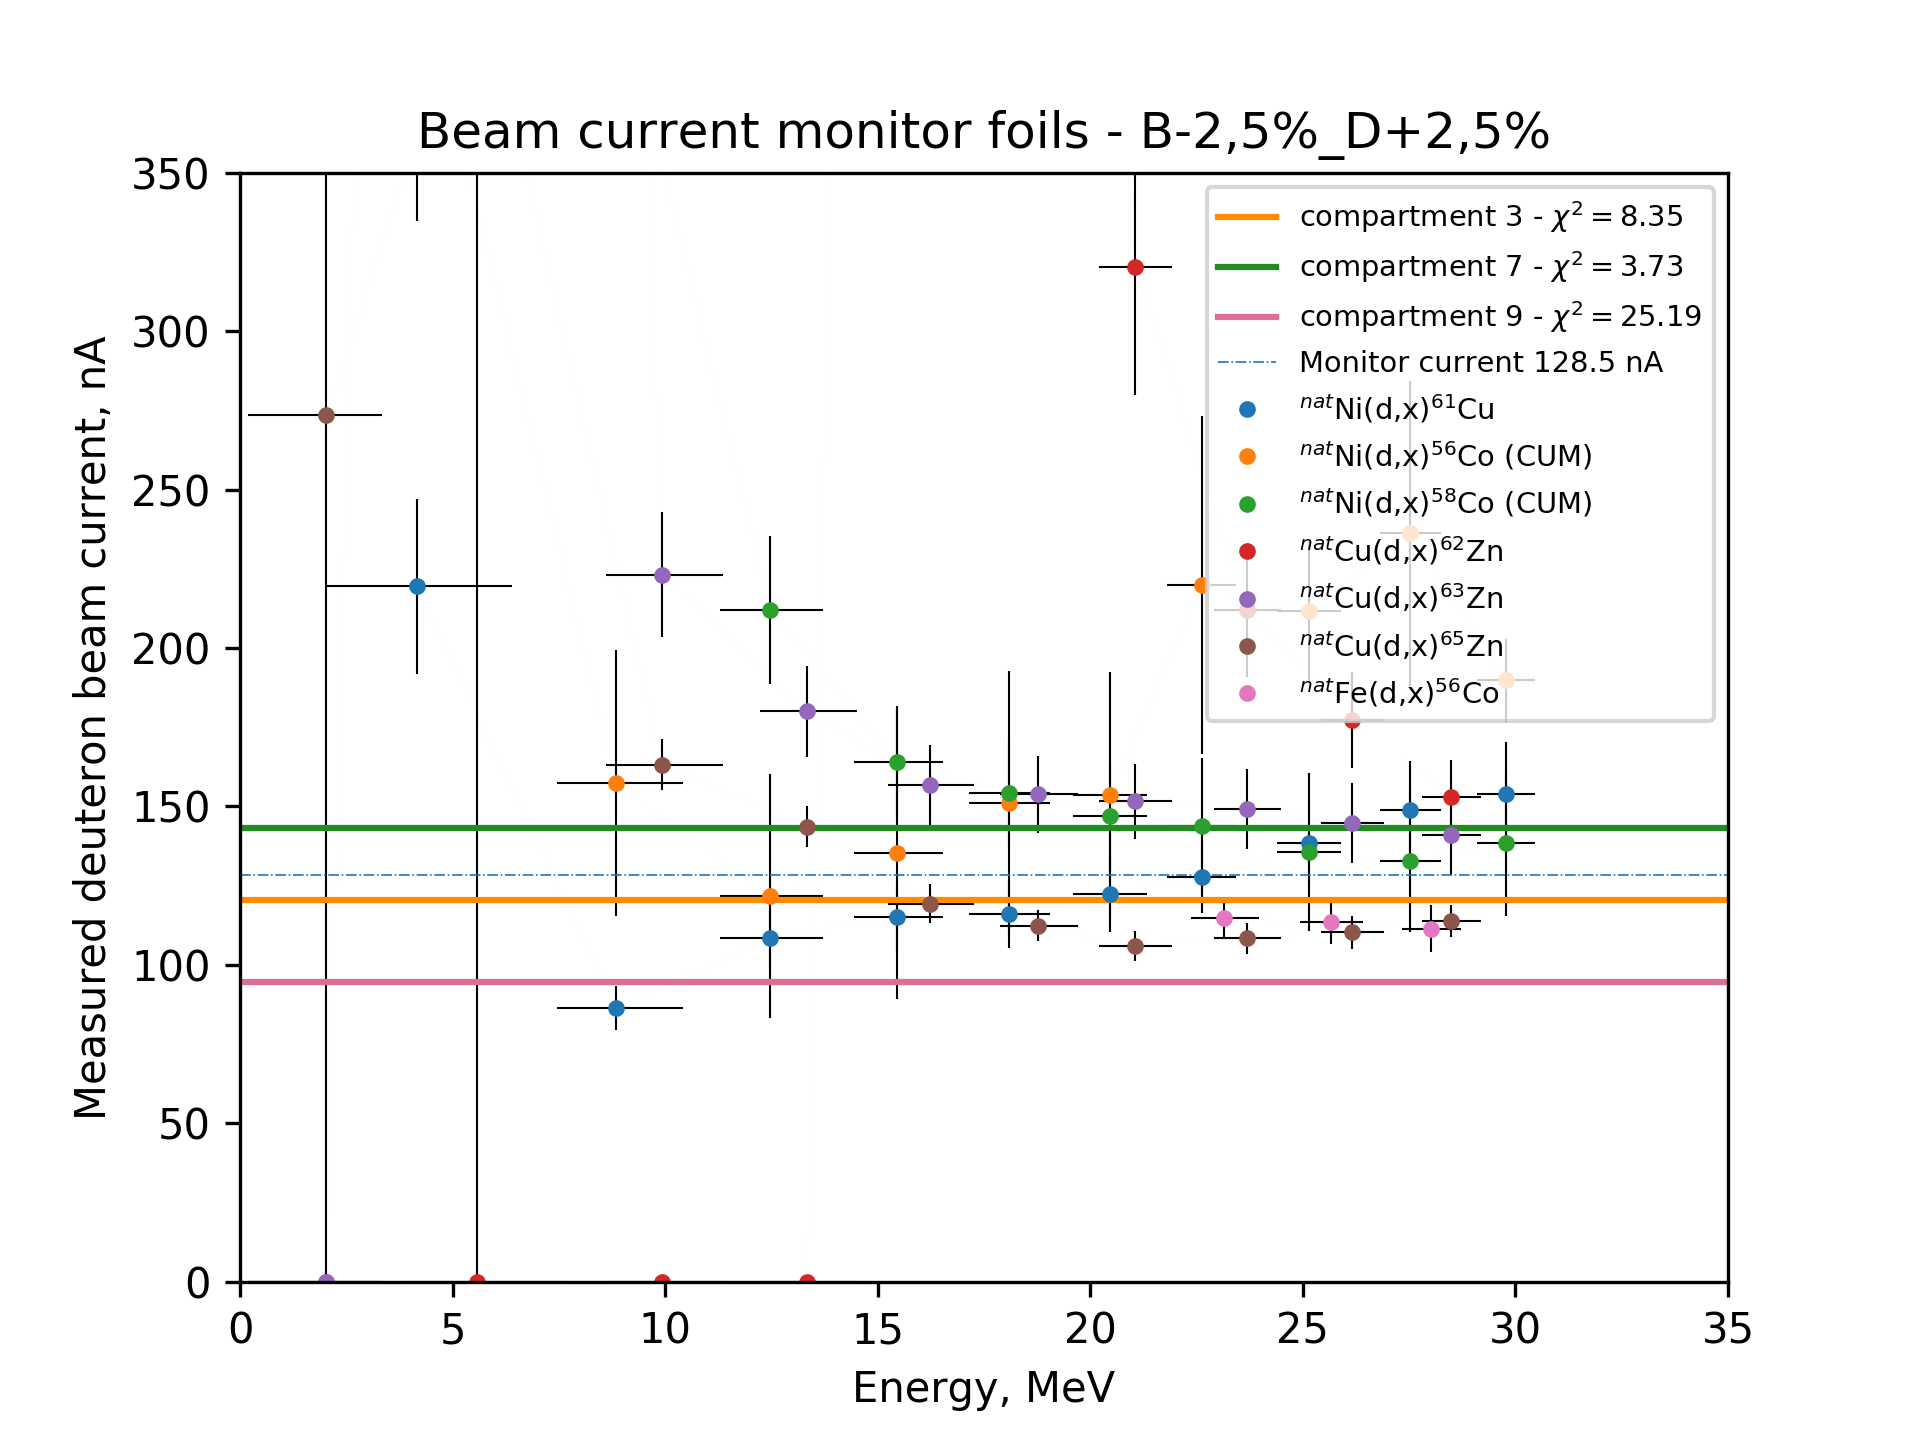 Beam current monitor foils - B-2,5%_D+2,5%
350
300
250
200
150
100
50
0
Measured deuteron beam current, nA
compartment 3 - χ² = 8.35
compartment 7 - χ² = 3.73
compartment 9 - χ² = 25.19
Monitor current 128.5 nA
ⁿᵃᵗNi(d,x)⁶¹Cu
ⁿᵃᵗNi(d,x)⁵⁶Co (CUM)
ⁿᵃᵗNi(d,x)⁵⁸Co (CUM)
ⁿᵃᵗCu(d,x)⁶²Zn
ⁿᵃᵗCu(d,x)⁶³Zn
ⁿᵃᵗCu(d,x)⁶⁵Zn
ⁿᵃᵗFe(d,x)⁵⁶Co
0 5 10 15 20 25 30 35
Energy, MeV